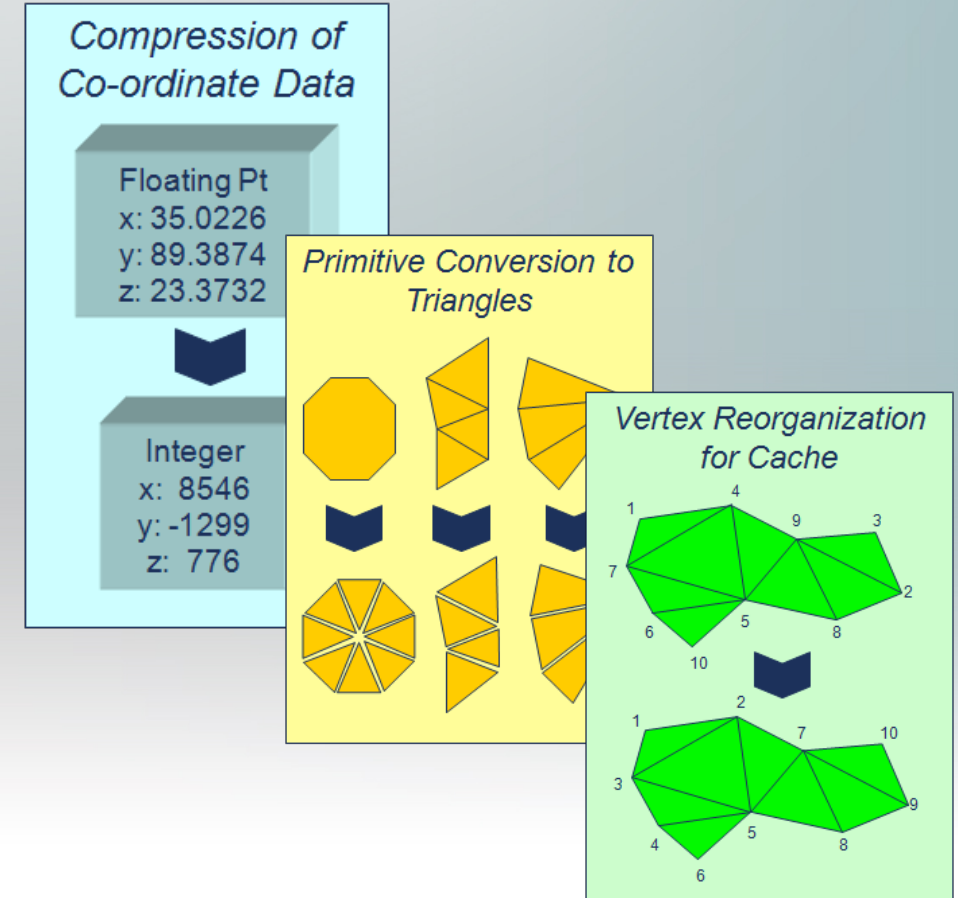 Compression of
Co-ordinate Data
Floating Pt
x: 35.0226
y: 89.3874
z: 23.3732
Integer
x: 8546
y: -1299
z: 776
Primitive Conversion to
Triangles
Vertex Reorganization
for Cache
4
1
9
3
7
2
6
5
8
10
2
1
7
10
3
9
4
5
8
6